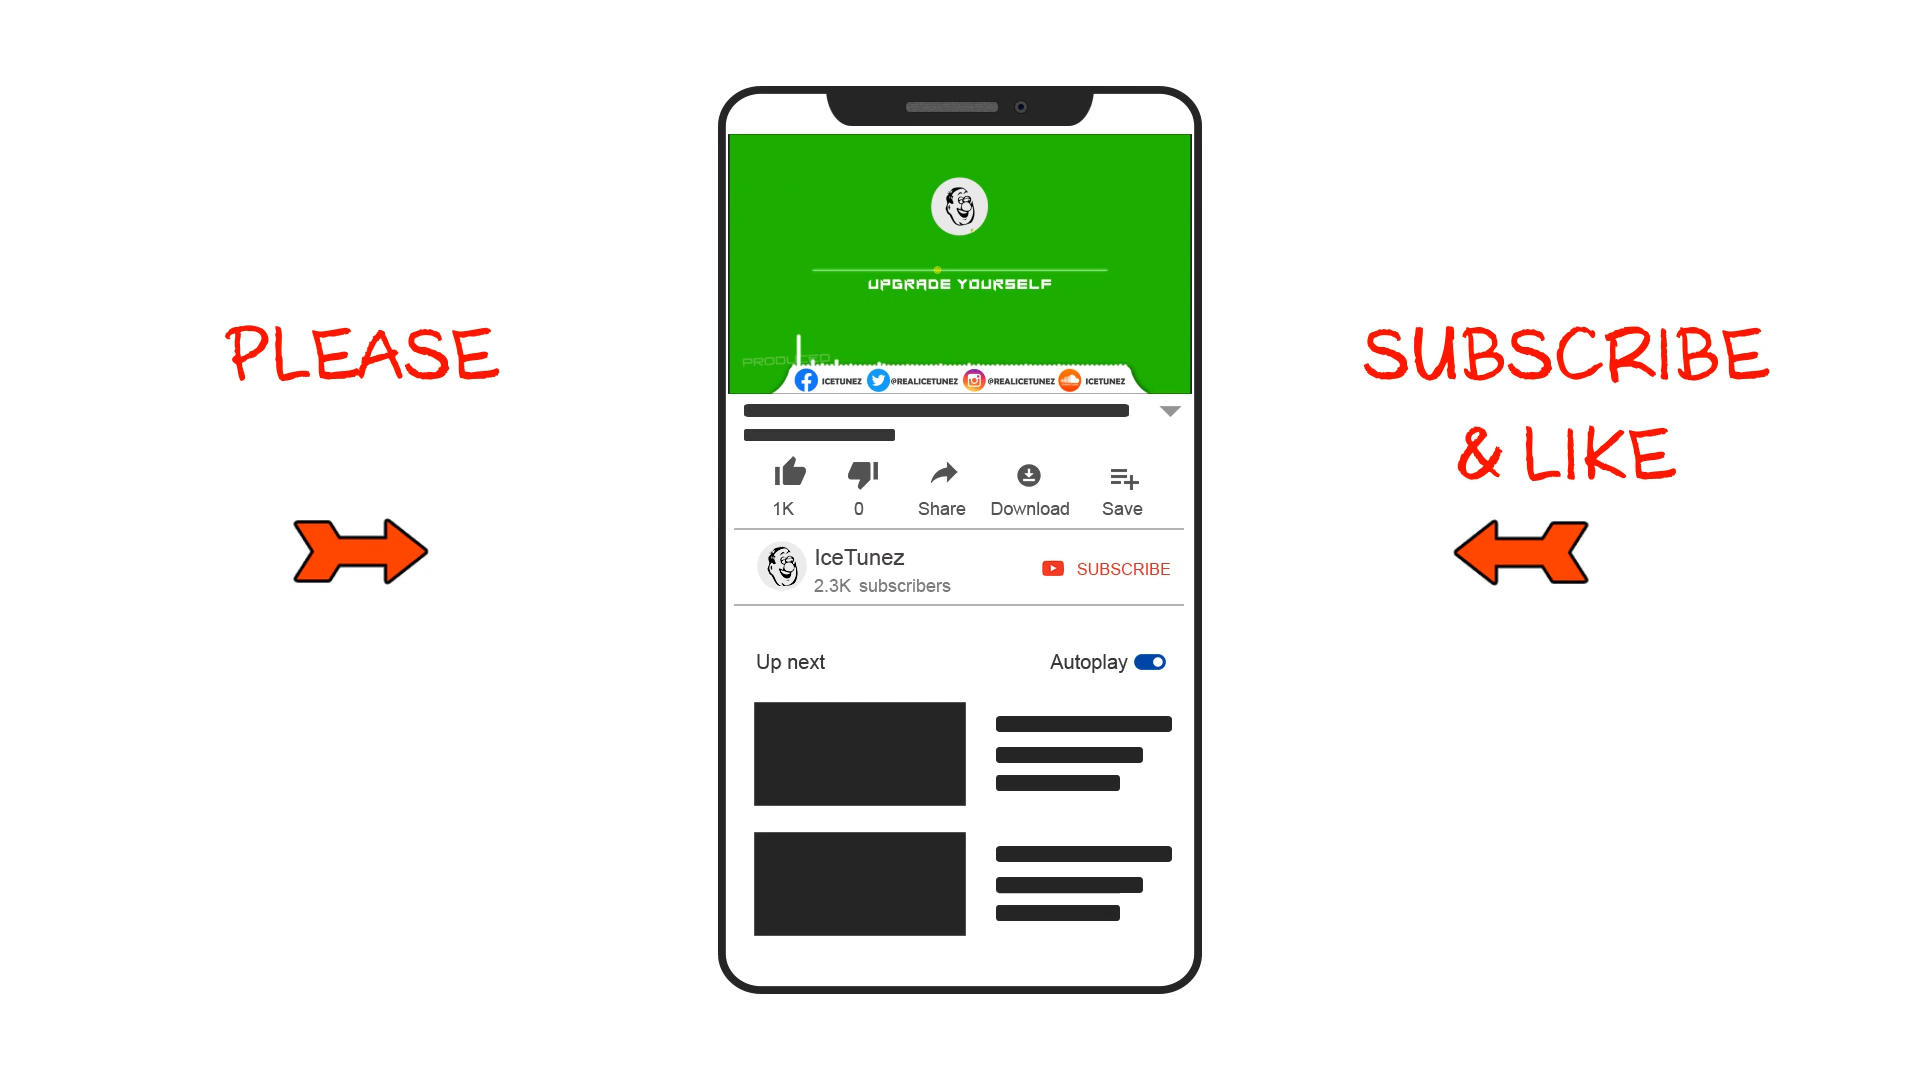 PLEASE
SUBSCRIBE
& LIKE
UPGRADE YOURSELF
PRODUCED
ICETUNEZ @REALICETUNEZ @REALICETUNEZ ICETUNEZ
1K 0 Share Download Save
IceTunez
2.3K subscribers
SUBSCRIBE
Up next Autoplay